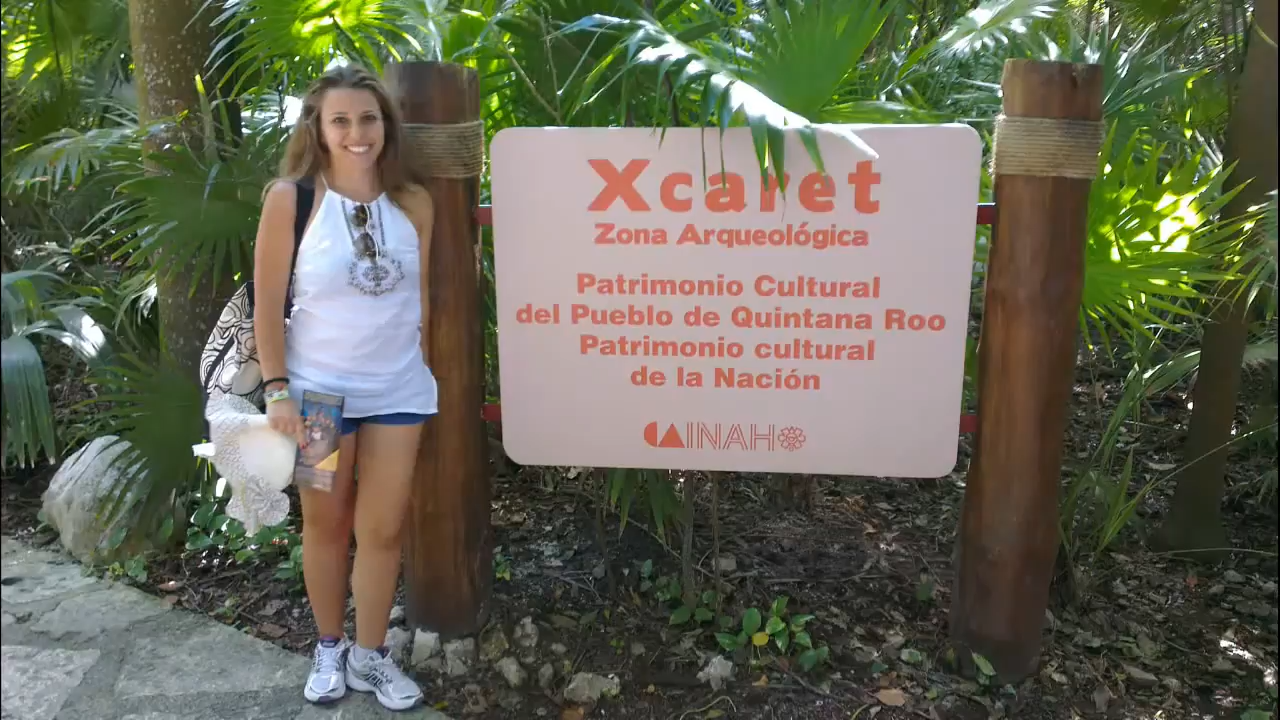 Xcaret
Zona Arqueológica
Patrimonio Cultural
del Pueblo de Quintana Roo
Patrimonio cultural
de la Nación
INAH